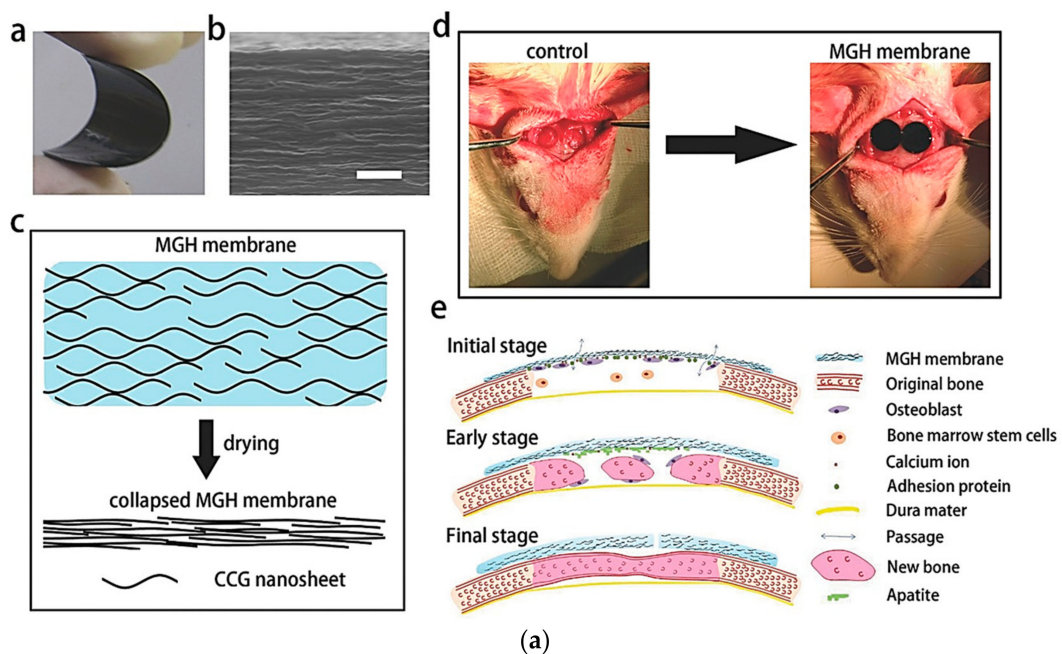 a
b
c
MGH membrane
drying
collapsed MGH membrane
CCG nanosheet
d
control
MGH membrane
e
Initial stage
Early stage
Final stage
MGH membrane
Original bone
Osteoblast
Bone marrow stem cells
Calcium ion
Adhesion protein
Dura mater
Passage
New bone
Apatite
(a)